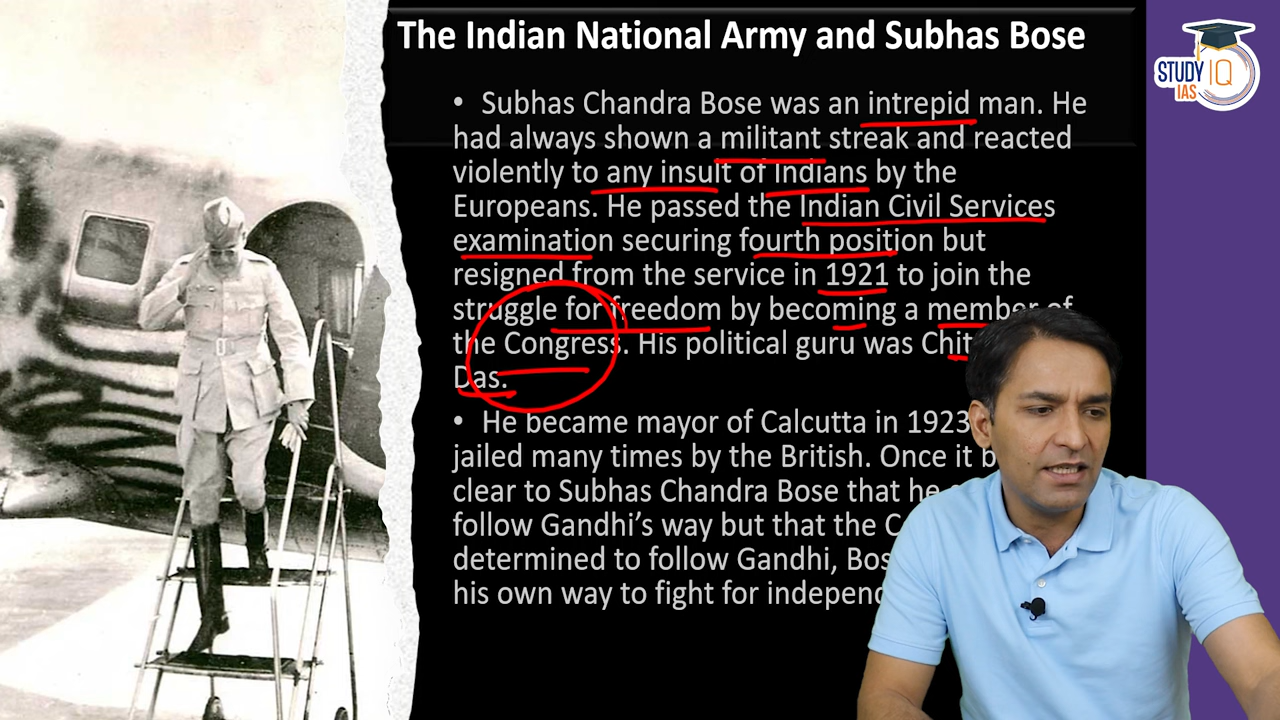 The Indian National Army and Subhas Bose
STUDY IQ
IAS
• Subhas Chandra Bose was an intrepid man. He
had always shown a militant streak and reacted
violently to any insult of Indians by the
Europeans. He passed the Indian Civil Services
examination securing fourth position but
resigned from the service in 1921 to join the
struggle for freedom by becoming a member of
the Congress. His political guru was
Das.
• He became mayor of Calcutta in 1923
jailed many times by the British. Once it
clear to Subhas Chandra Bose that he
follow Gandhi’s way but that the
determined to follow Gandhi,
his own way to fight for